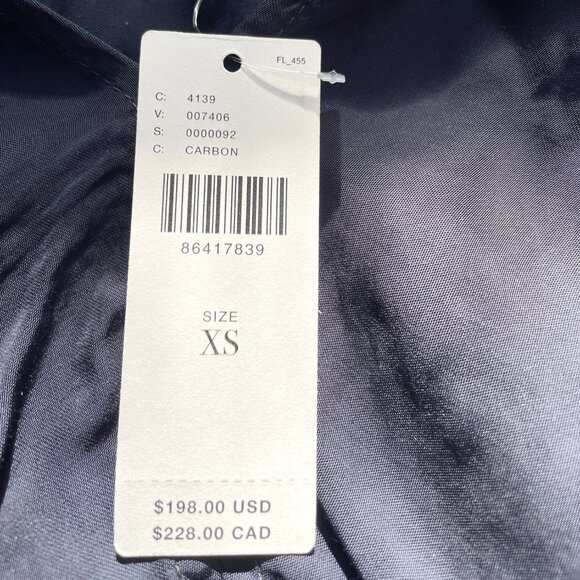 FL_455
C: 4139
V: 007406
S: 0000092
C: CARBON
86417839
SIZE
XS
$198.00 USD
$228.00 CAD